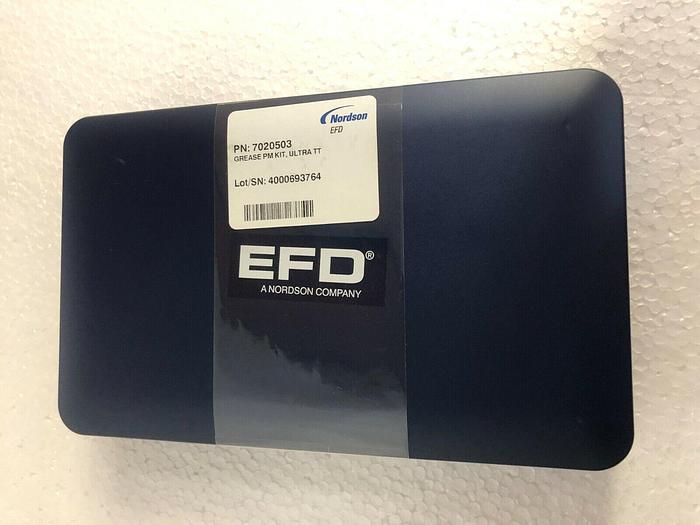 Nordson
EFD
PN: 7020503
GREASE PM KIT, ULTRA TT
Lot/SN: 4000693764
EFD®
A NORDSON COMPANY